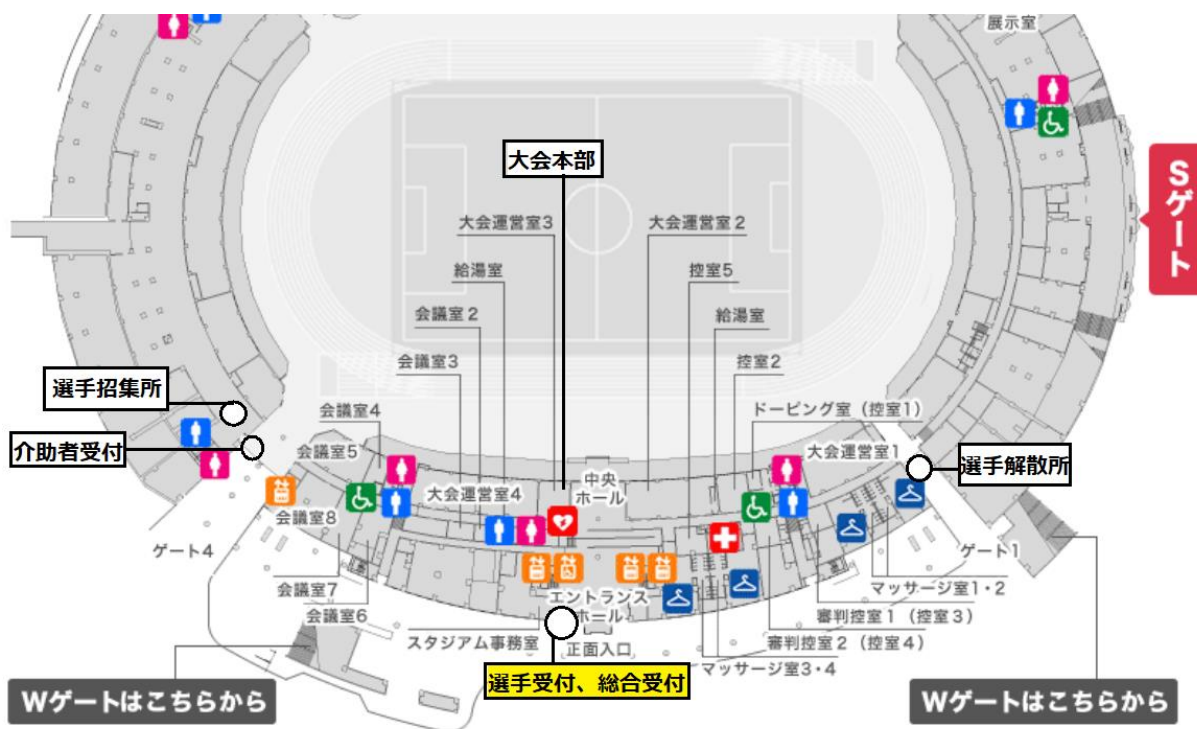 展示室
Sゲート
大会本部
大会運営室3
大会運営室2
給湯室
控室5
会議室2
給湯室
会議室3
控室2
選手招集所
会議室4
ドーピング室(控室1)
介助者受付
会議室5
大会運営室1
選手解散所
中央
ホール
大会運営室4
会議室8
ゲート4
ゲート1
会議室7
マッサージ室1・2
エントランス
ホール
会議室6
審判控室1(控室3)
スタジアム事務室
正面入口
審判控室2(控室4)
マッサージ室3・4
選手受付、総合受付
Wゲートはこちらから
Wゲートはこちらから